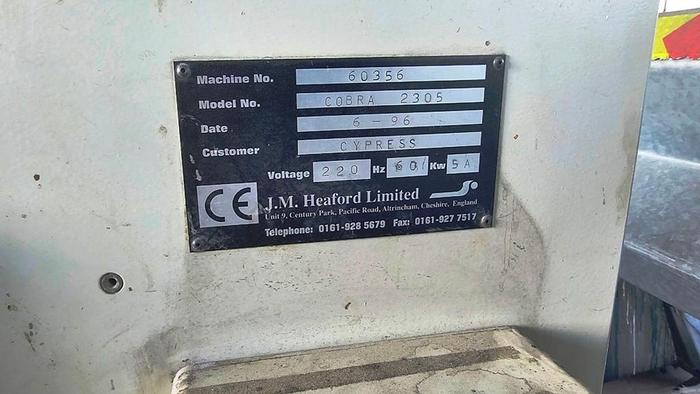 Machine No. 60356
Model No. COBRA 2305
Date 6-96
Customer CYPRESS
Voltage 220 Hz 60/ Kw 5A
CE J.M. Heaford Limited
Unit 9, Century Park, Pacific Road, Altrincham, Cheshire, England
Telephone: 0161-928 5679 Fax: 0161-927 7517